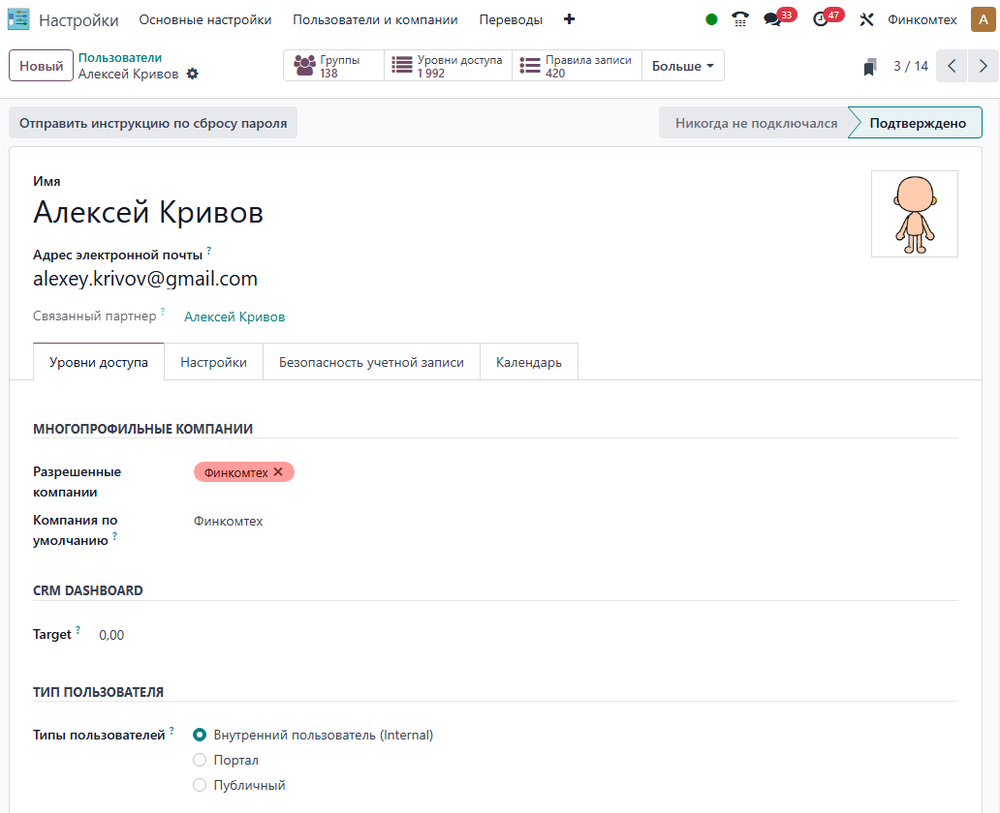 Настройки Основные настройки Пользователи и компании Переводы + 33 47 Финкомтех A
Новый Пользователи Группы Уровни доступа Правила записи Больше 3 / 14
Алексей Кривов 138 1 992 420
Отправить инструкцию по сбросу пароля Никогда не подключался Подтверждено
Имя
Алексей Кривов
Адрес электронной почты ?
alexey.krivov@gmail.com
Связанный партнер ? Алексей Кривов
Уровни доступа Настройки Безопасность учетной записи Календарь
МНОГОПРОФИЛЬНЫЕ КОМПАНИИ
Разрешенные Финкомтех ✕
компании
Компания по Финкомтех
умолчанию ?
CRM DASHBOARD
Target ? 0,00
ТИП ПОЛЬЗОВАТЕЛЯ
Типы пользователей ? Внутренний пользователь (Internal)
Портал
Публичный